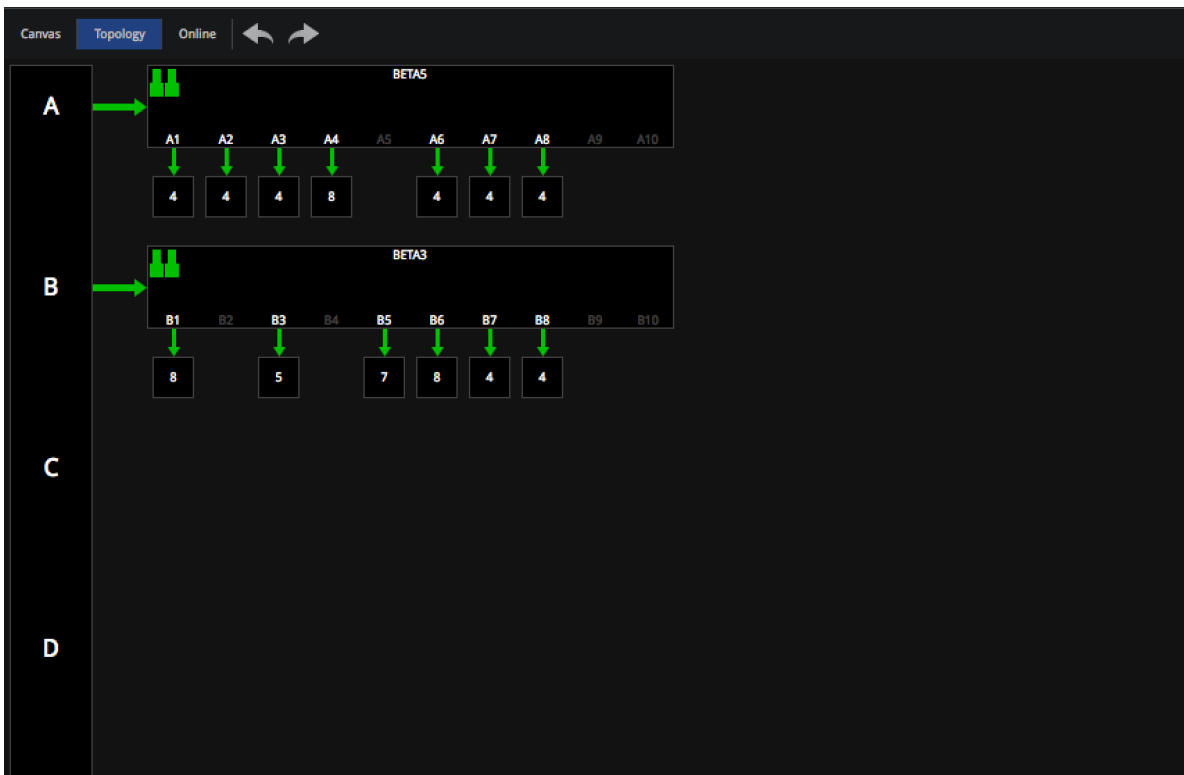 Canvas Topology Online
BETA5
A
A1 A2 A3 A4 A5 A6 A7 A8 A9 A10
4 4 4 8 4 4 4
BETA3
B
B1 B2 B3 B4 B5 B6 B7 B8 B9 B10
8 5 7 8 4 4
C
D